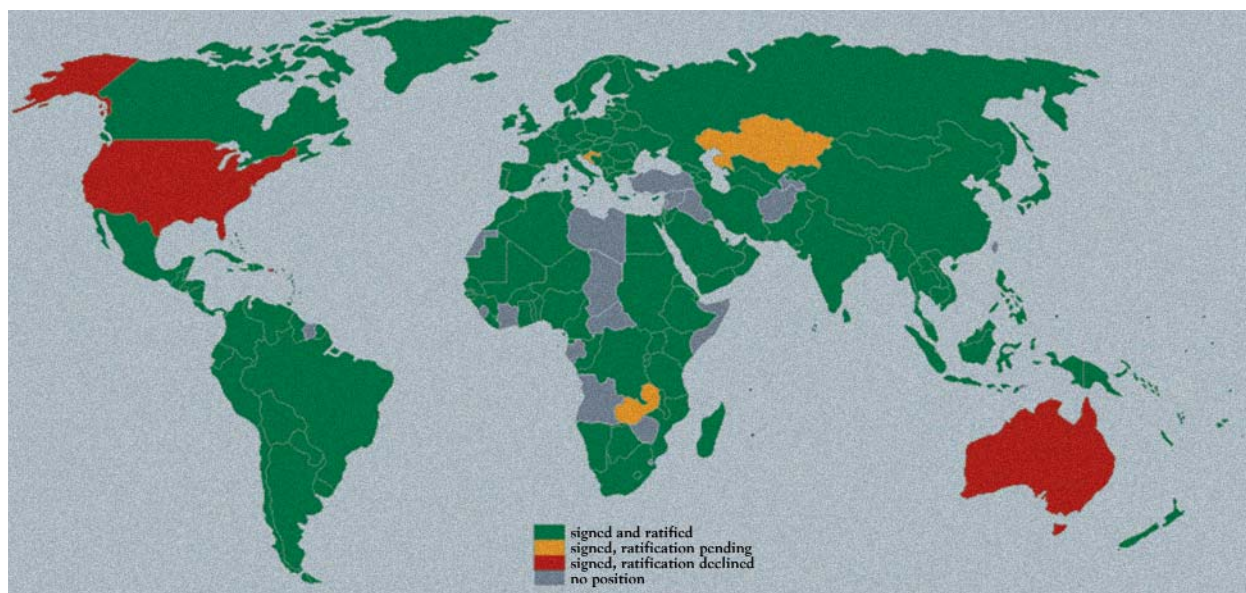 signed and ratified
signed, ratification pending
signed, ratification declined
no position